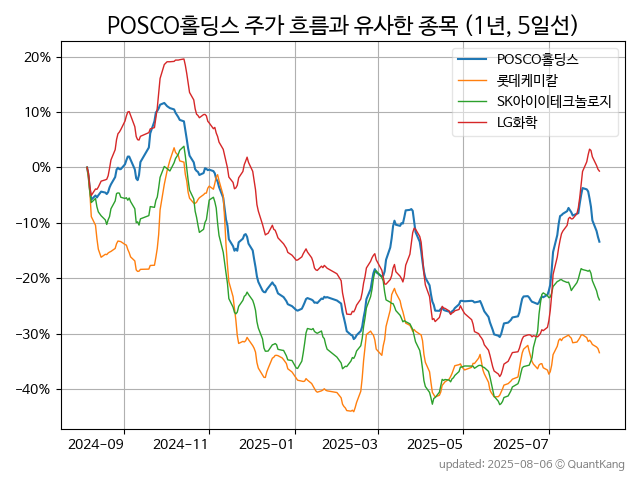 POSCO홀딩스 주가 흐름과 유사한 종목 (1년, 5일선)
POSCO홀딩스
롯데케미칼
SK아이이테크놀로지
LG화학
20%
10%
0%
−10%
−20%
−30%
−40%
2024-09 2024-11 2025-01 2025-03 2025-05 2025-07
updated: 2025-08-06 © QuantKang